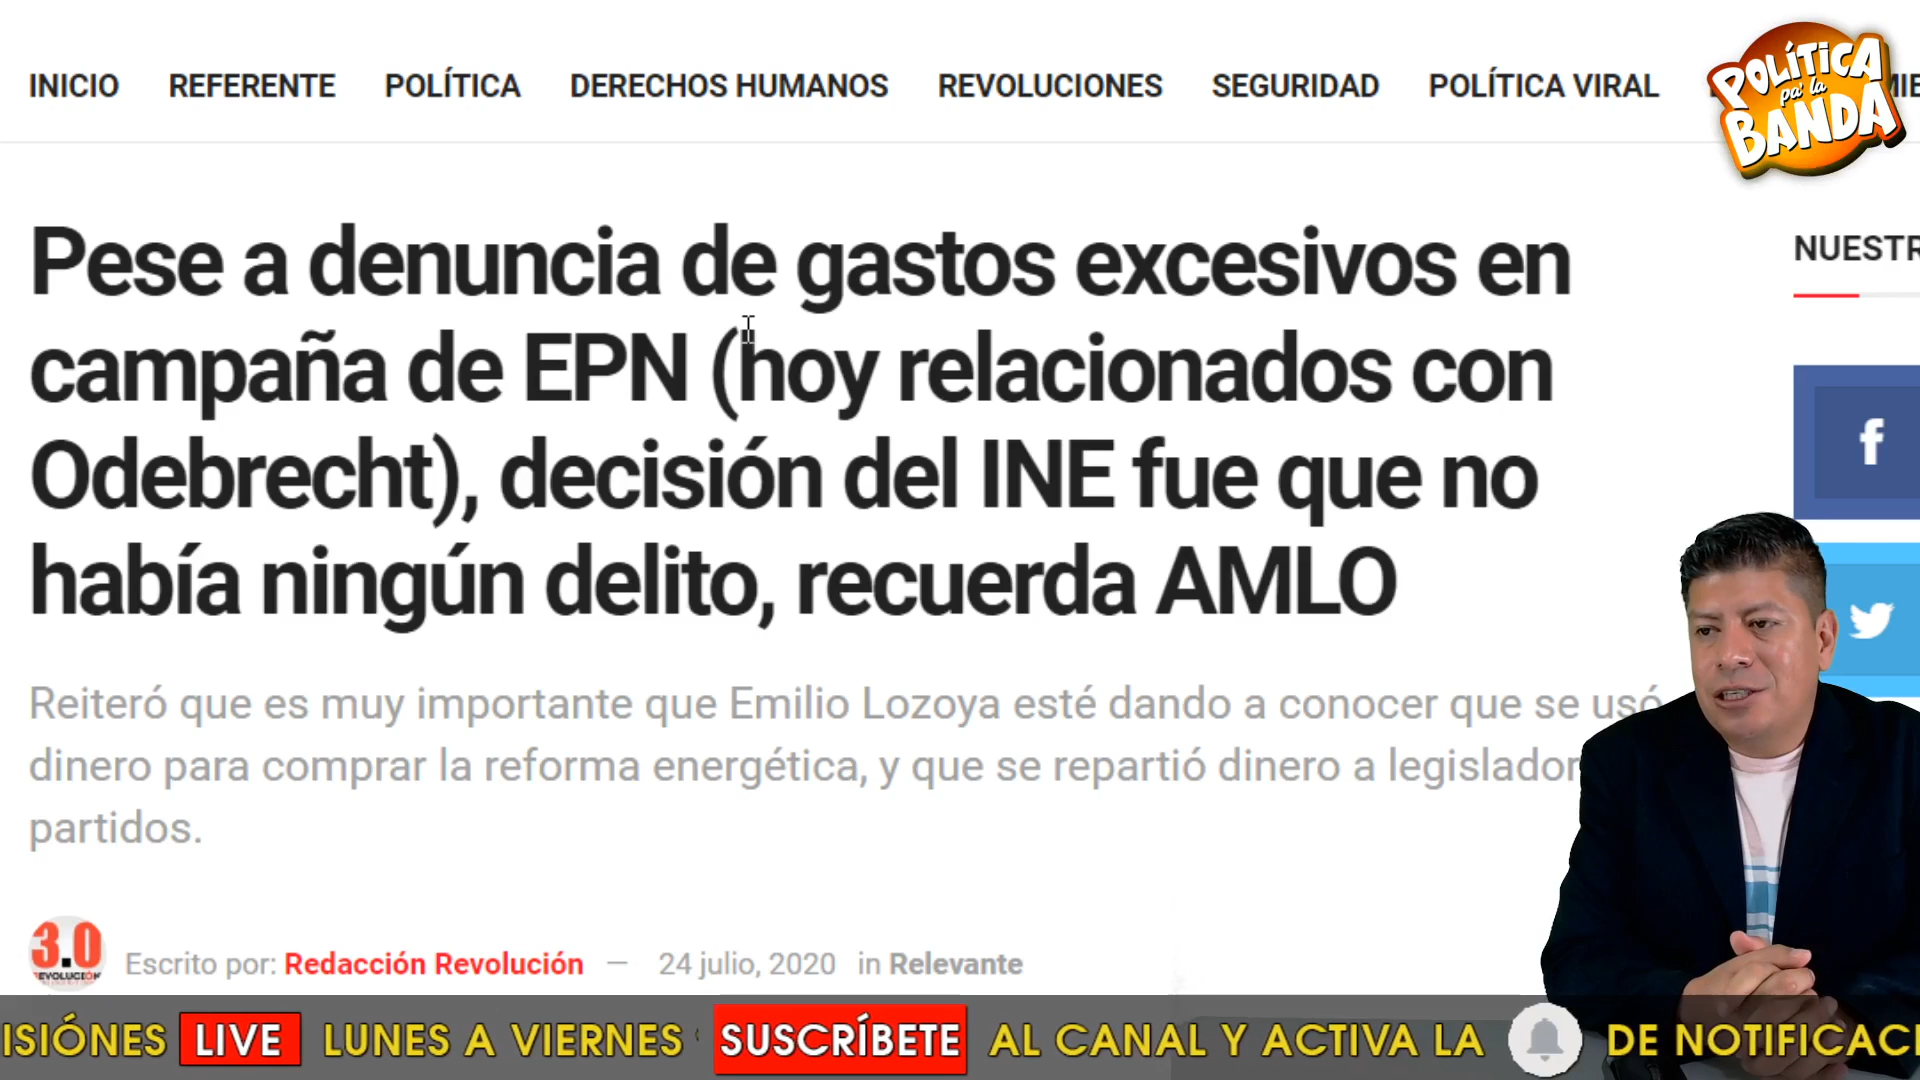 INICIO REFERENTE POLÍTICA DERECHOS HUMANOS REVOLUCIONES SEGURIDAD POLÍTICA VIRAL
POLÍTICA
pa' la
BANDA
Pese a denuncia de gastos excesivos en
campaña de EPN (hoy relacionados con
Odebrecht), decisión del INE fue que no
había ningún delito, recuerda AMLO
NUESTR
f
Reiteró que es muy importante que Emilio Lozoya esté dando a conocer que se usó
dinero para comprar la reforma energética, y que se repartió dinero a legislador
partidos.
3.0
REVOLUCIÓN
Escrito por: Redacción Revolución — 24 julio, 2020 in Relevante
ISIÓNES LIVE LUNES A VIERNES SUSCRÍBETE AL CANAL Y ACTIVA LA DE NOTIFICACI